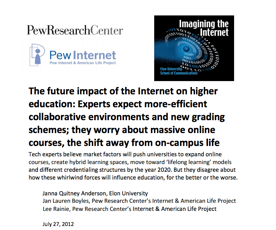 PewResearchCenter
Imagining the
Internet
Pew Internet
Pew Internet & American Life Project
Elon University
School of Communications
The future impact of the Internet on higher
education: Experts expect more-efficient
collaborative environments and new grading
schemes; they worry about massive online
courses, the shift away from on-campus life
Tech experts believe market factors will push universities to expand online
courses, create hybrid learning spaces, move toward 'lifelong learning' models
and different credentialing structures by the year 2020. But they disagree about
how these whirlwind forces will influence education, for the better or the worse.
Janna Quitney Anderson, Elon University
Jan Lauren Boyles, Pew Research Center's Internet & American Life Project
Lee Rainie, Pew Research Center's Internet & American Life Project
July 27, 2012